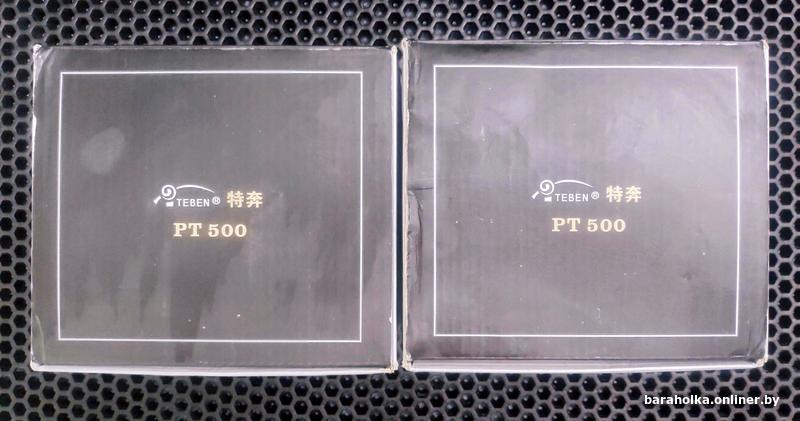 TEBEN® 特奔
PT 500
TEBEN® 特奔
PT 500
baraholka.onliner.by